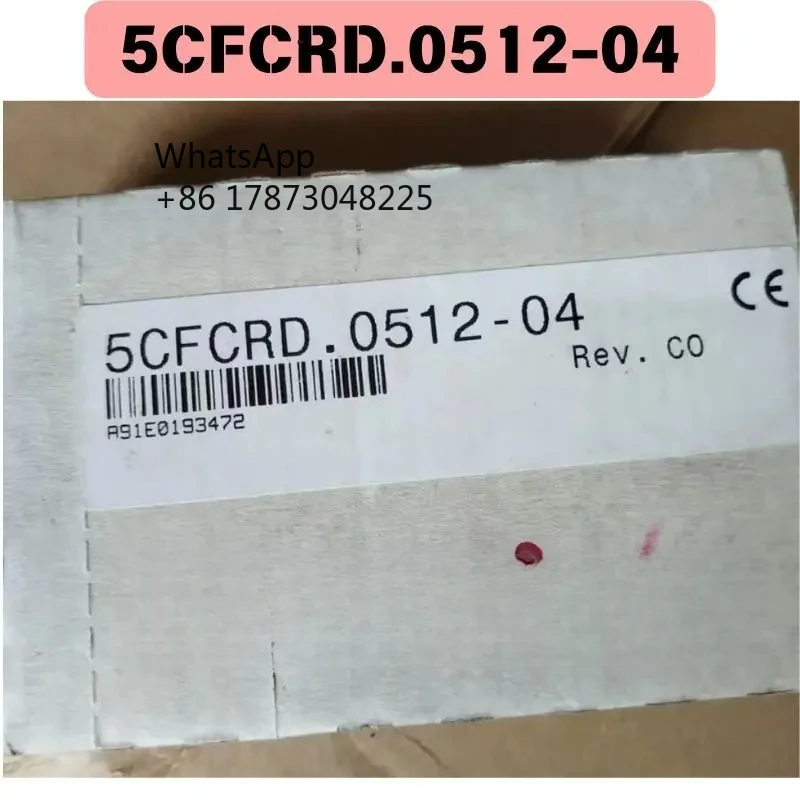 5CFCRD.0512-04
WhatsApp
+86 17873048225
CE
5CFCRD.0512-04
Rev. C0
A91E0193472